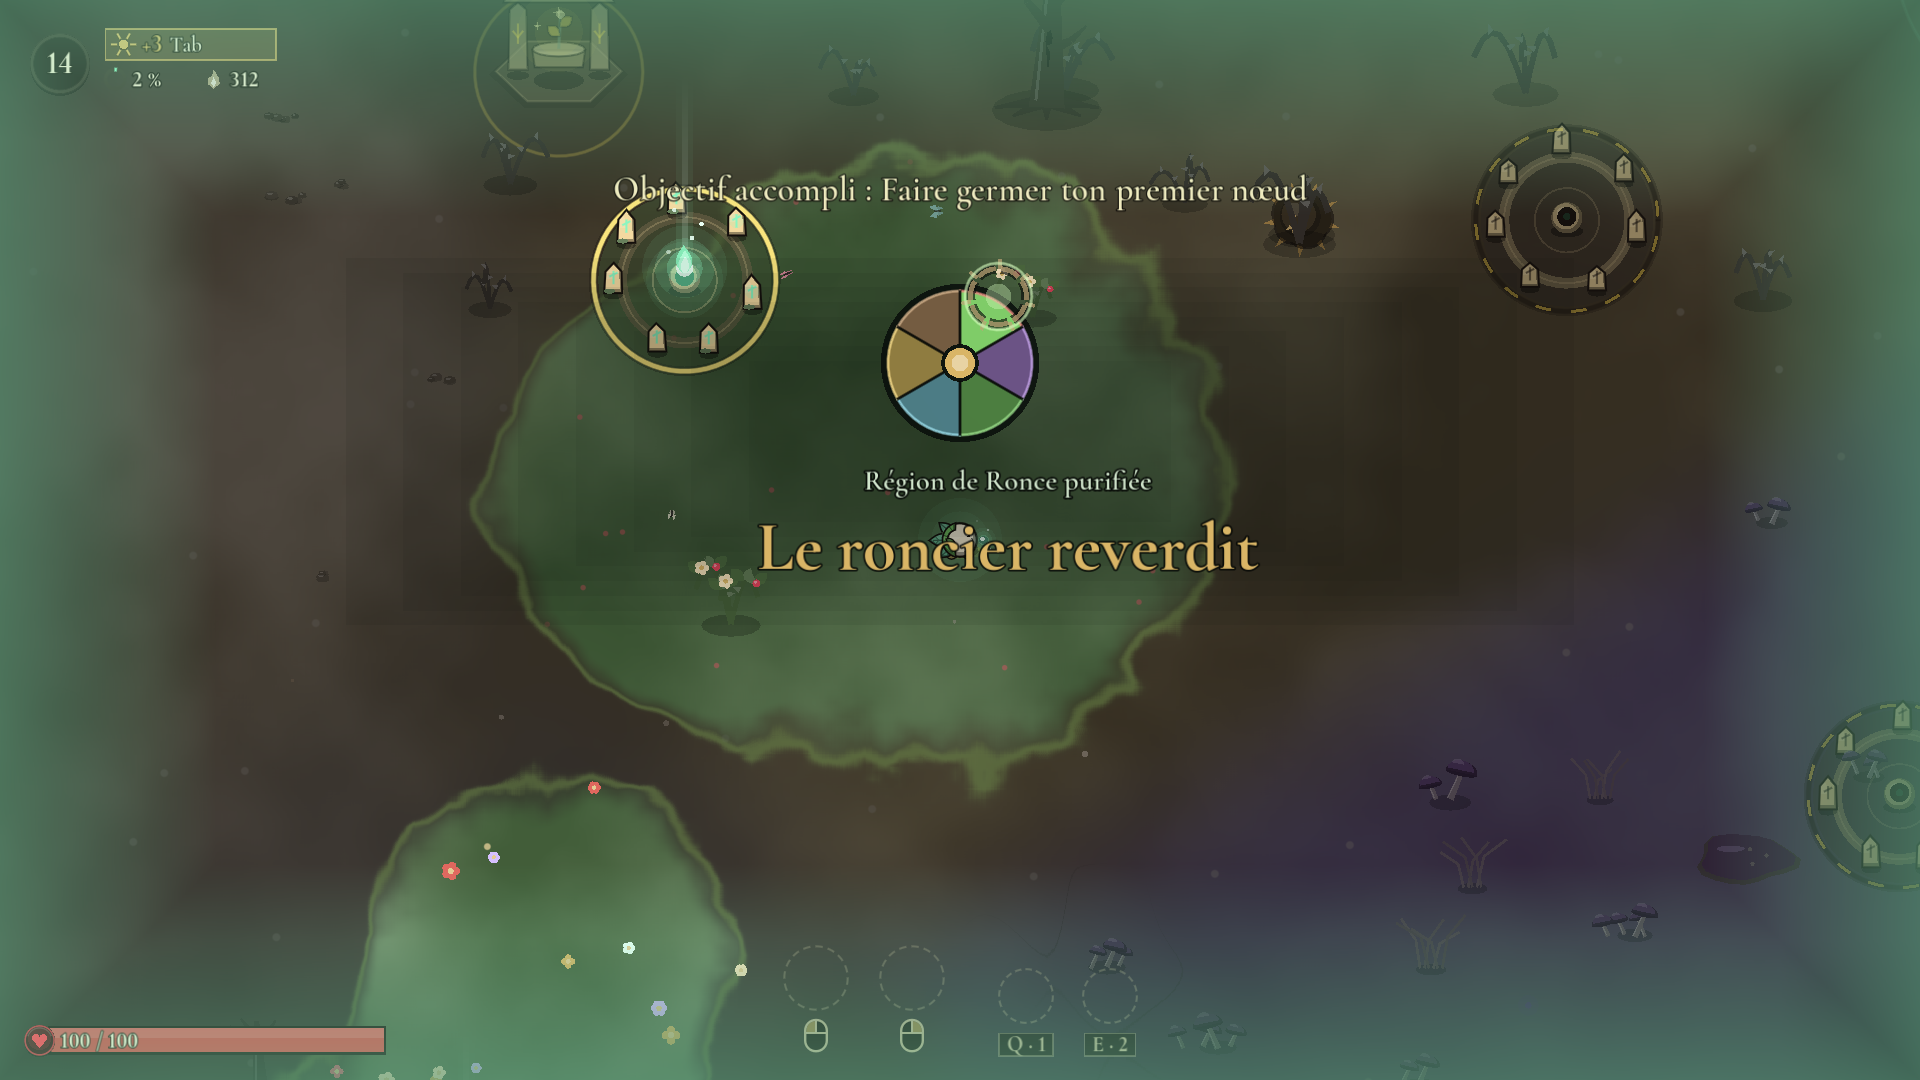 14
+3 Tab
2 %
312
Objectif accompli : Faire germer ton premier nœud
Région de Ronce purifiée
Le roncier reverdit
100 / 100
Q · 1
E · 2